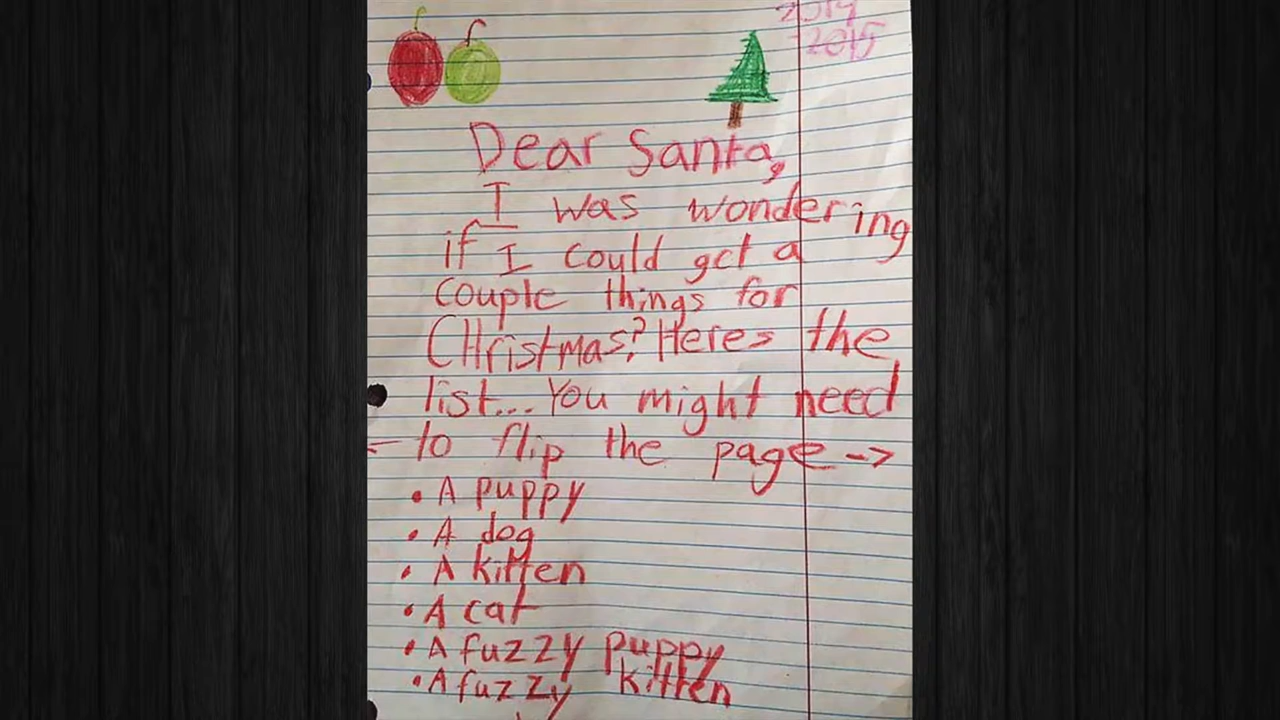 2014
-2015
Dear Santa,
I was wondering
if I could get a
couple things for
CHristmas? Heres the
list... You might need
to flip the page ->
• A puppy
• A dog
• A kitten
• A cat
• A fuzzy puppy
• A fuzzy kitten